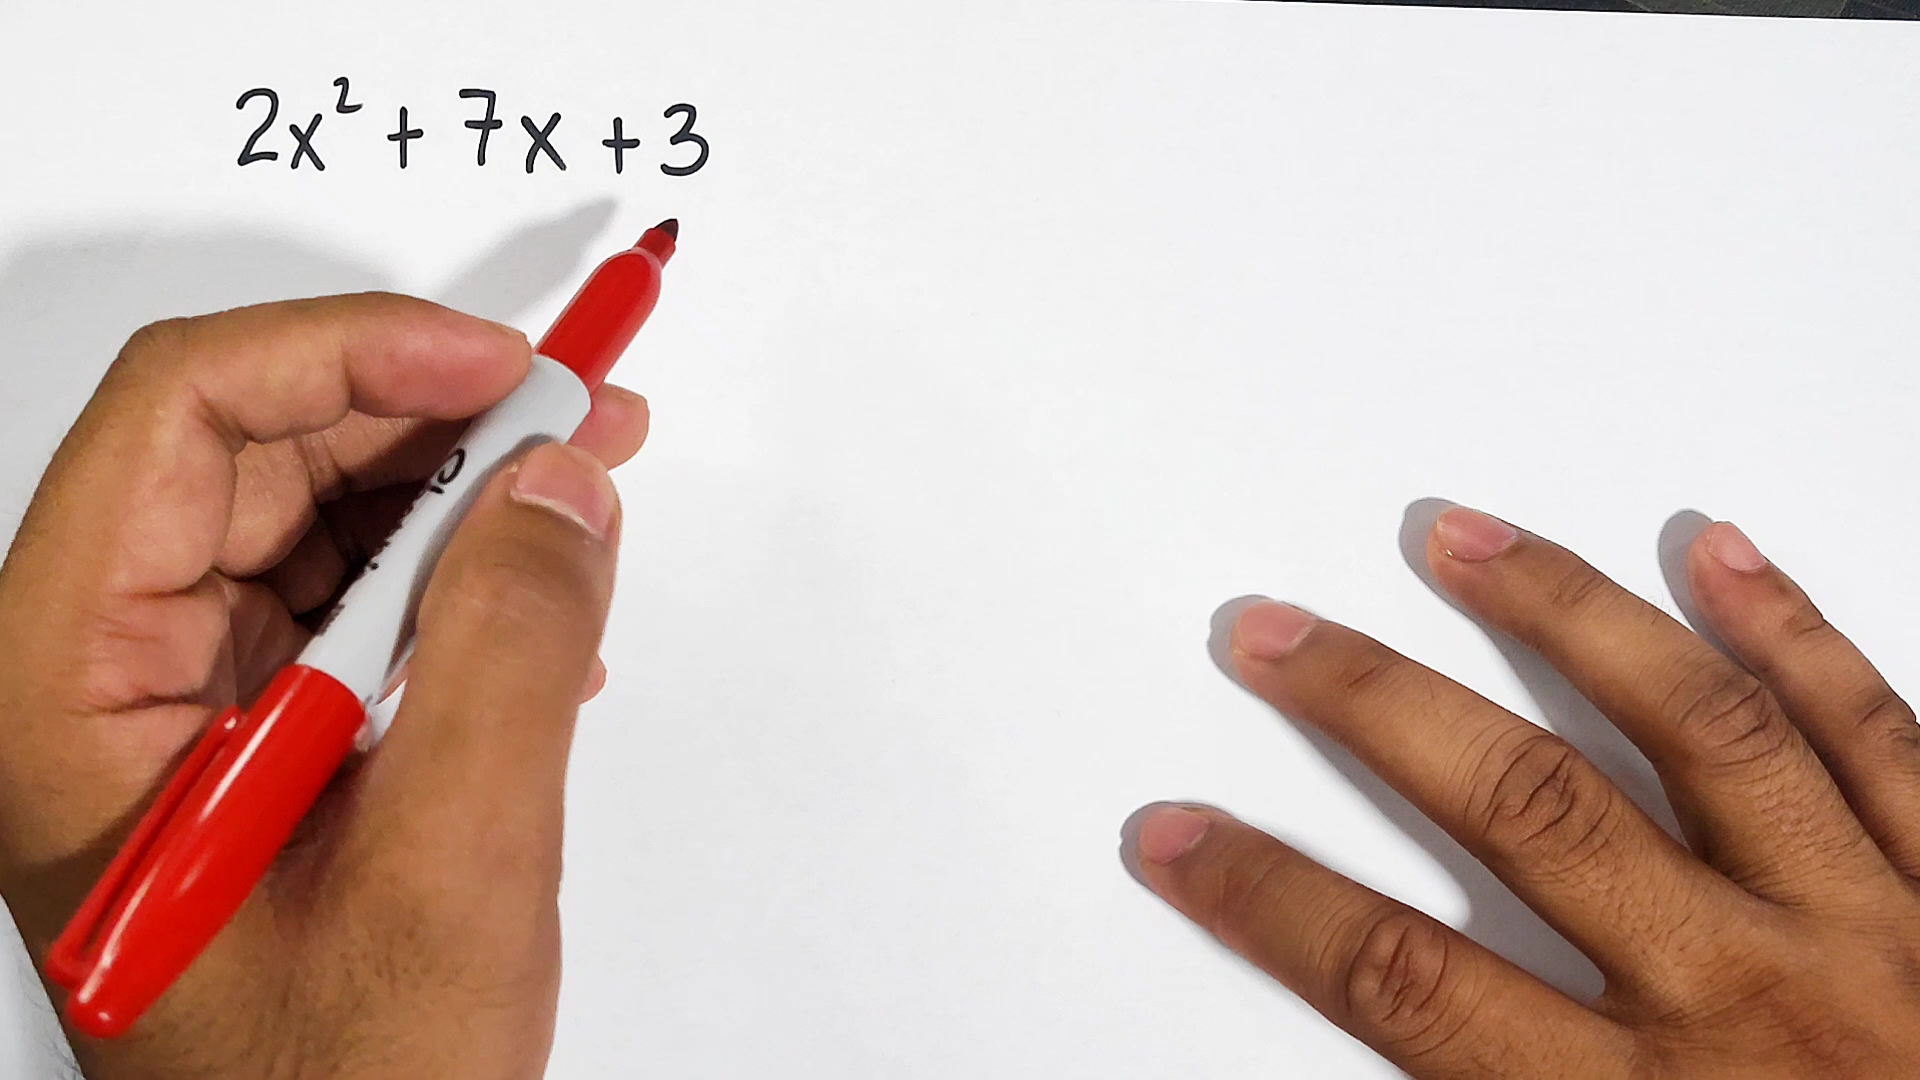 2x² + 7x + 3